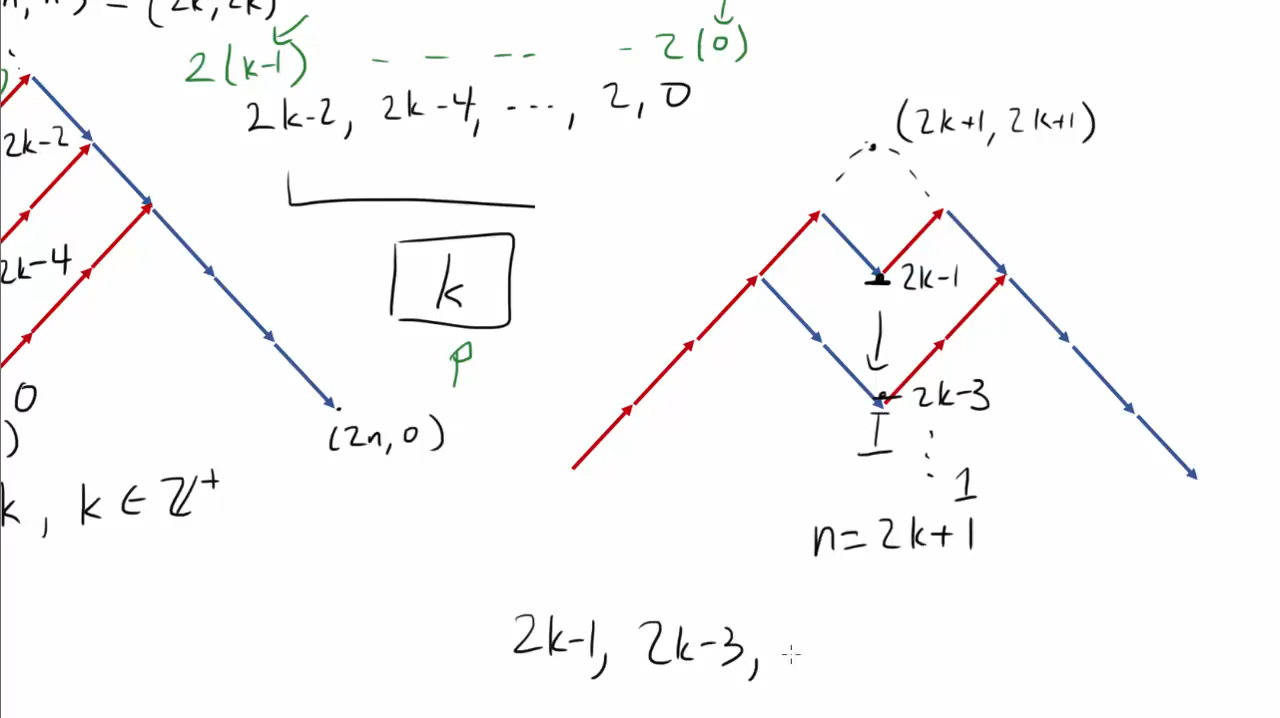 = (2k, 2k)
2(k-1) - - -- - 2(0)
2k-2, 2k-4, ..., 2, 0
2k-2
(2k+1, 2k+1)
k
2k-4
2k-1
p
0
2k-3
(2n, 0)
1
k, k ∈ ℤ⁺
n=2k+1
2k-1, 2k-3,